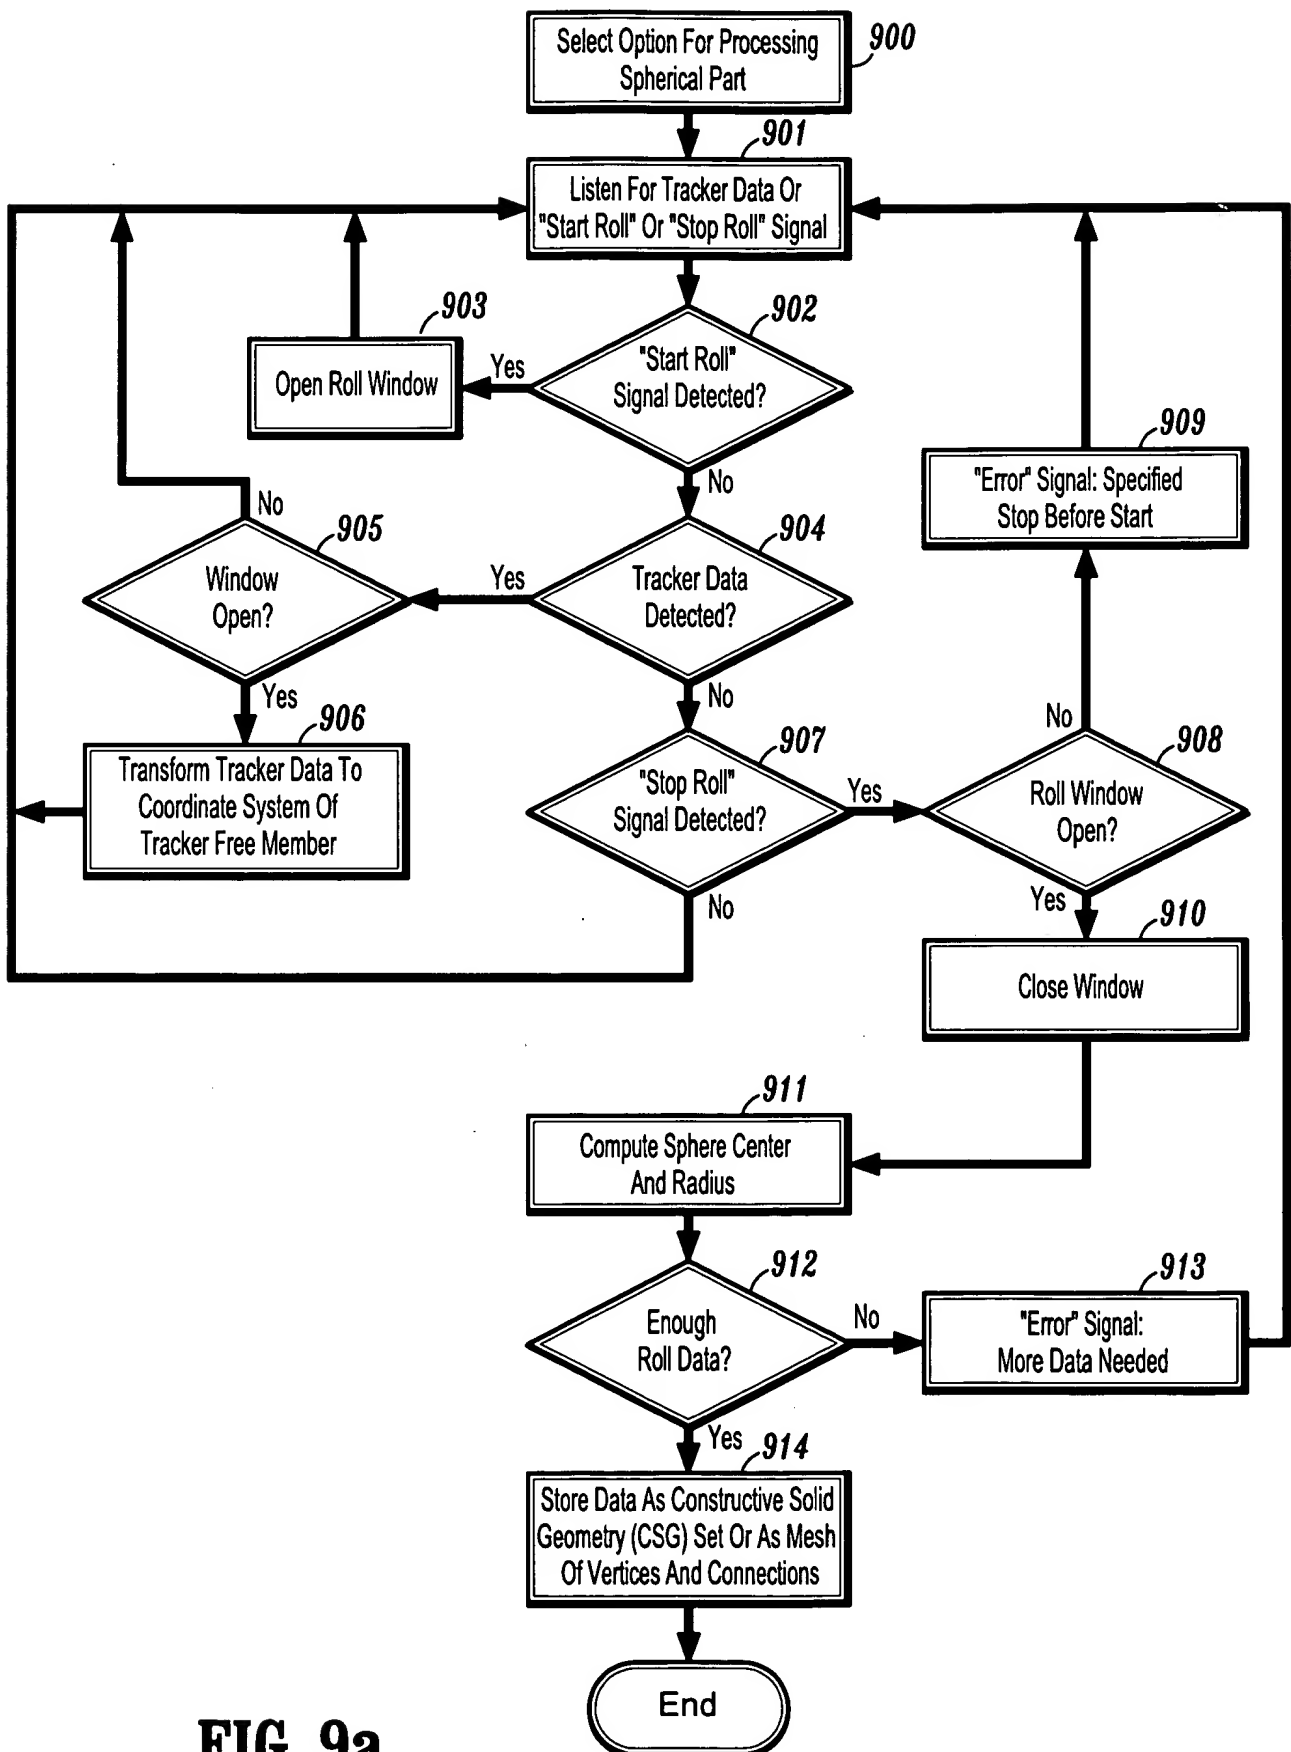 Select Option For Processing
Spherical Part
900
901
Listen For Tracker Data Or
"Start Roll" Or "Stop Roll" Signal
902
"Start Roll"
Signal Detected?
Yes
903
Open Roll Window
No
904
Tracker Data
Detected?
Yes
905
Window
Open?
No
Yes
906
Transform Tracker Data To
Coordinate System Of
Tracker Free Member
No
907
"Stop Roll"
Signal Detected?
Yes
No
908
Roll Window
Open?
No
909
"Error" Signal: Specified
Stop Before Start
Yes
910
Close Window
911
Compute Sphere Center
And Radius
912
Enough
Roll Data?
No
913
"Error" Signal:
More Data Needed
Yes
914
Store Data As Constructive Solid
Geometry (CSG) Set Or As Mesh
Of Vertices And Connections
End
FIG. 9a